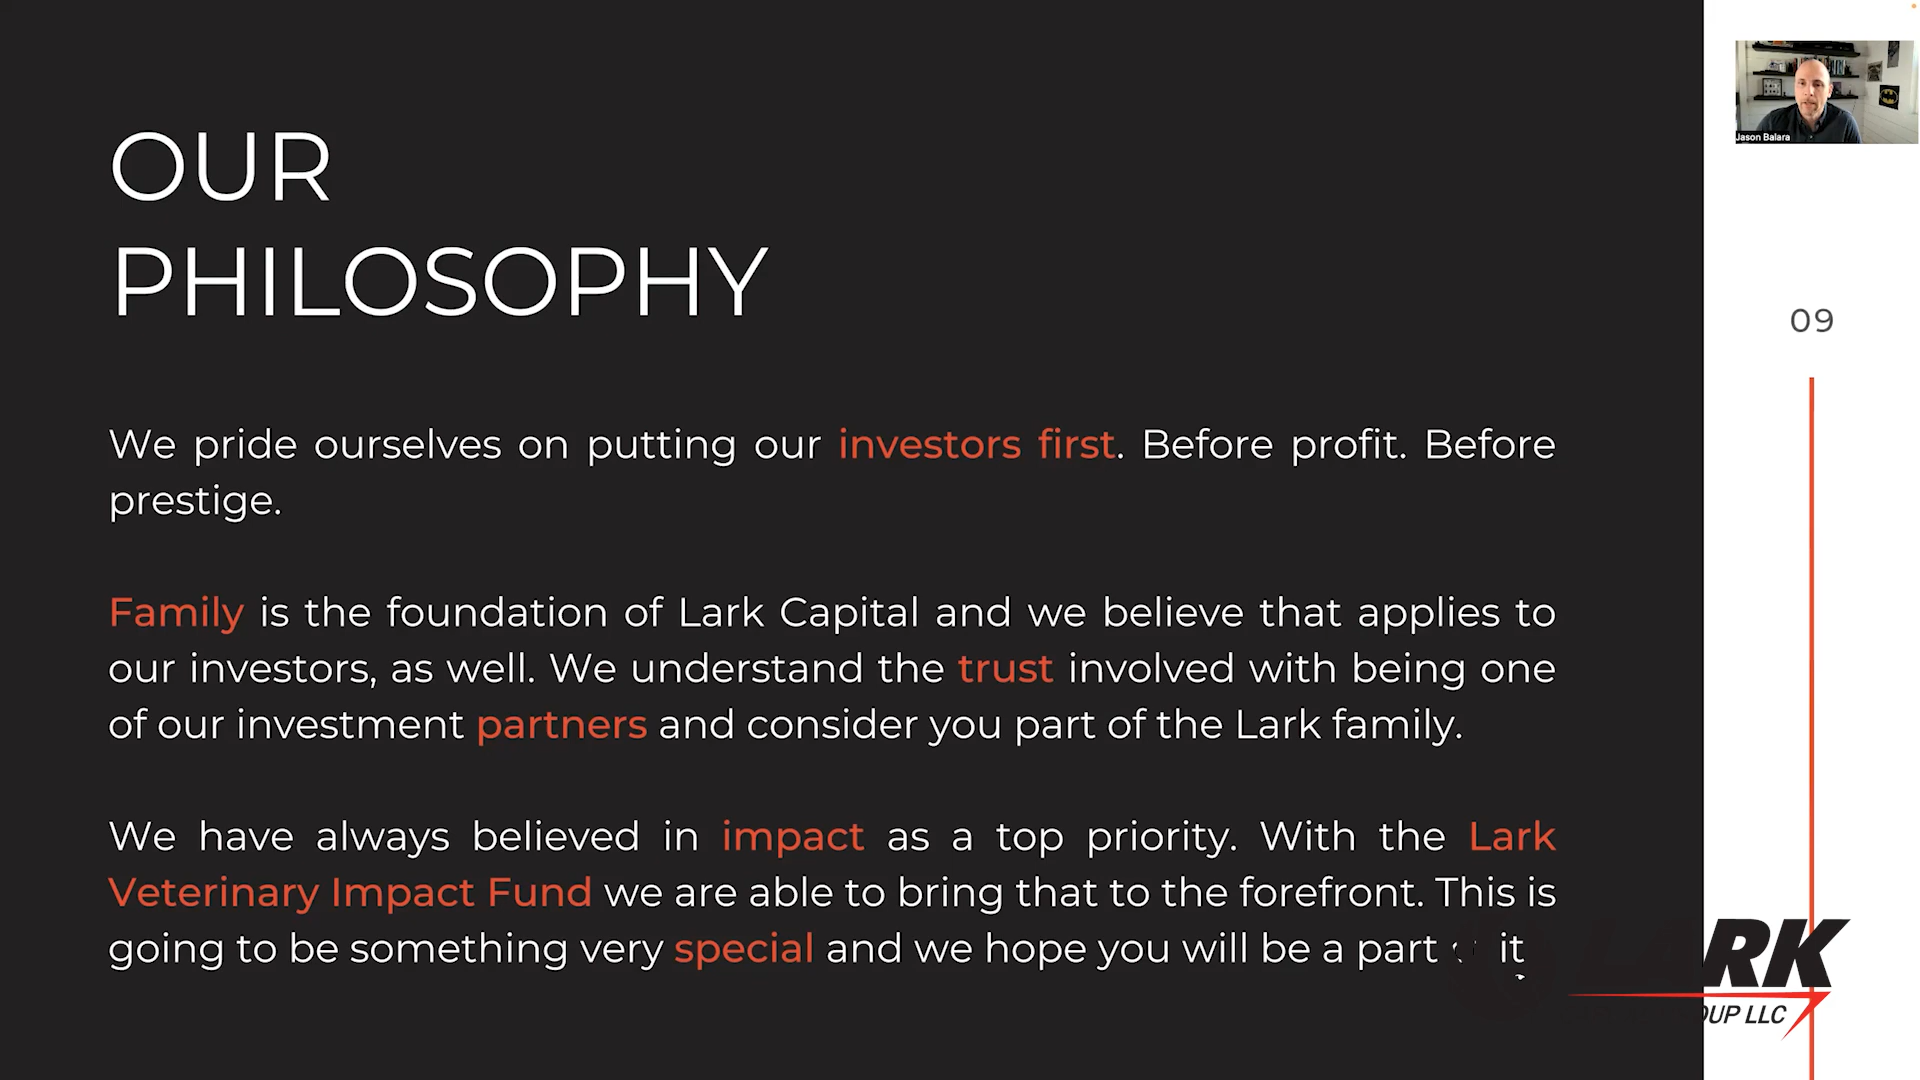 OUR
PHILOSOPHY
We pride ourselves on putting our investors first. Before profit. Before
prestige.
Family is the foundation of Lark Capital and we believe that applies to
our investors, as well. We understand the trust involved with being one
of our investment partners and consider you part of the Lark family.
We have always believed in impact as a top priority. With the Lark
Veterinary Impact Fund we are able to bring that to the forefront. This is
going to be something very special and we hope you will be a part it
Jason Balara
09
LLC